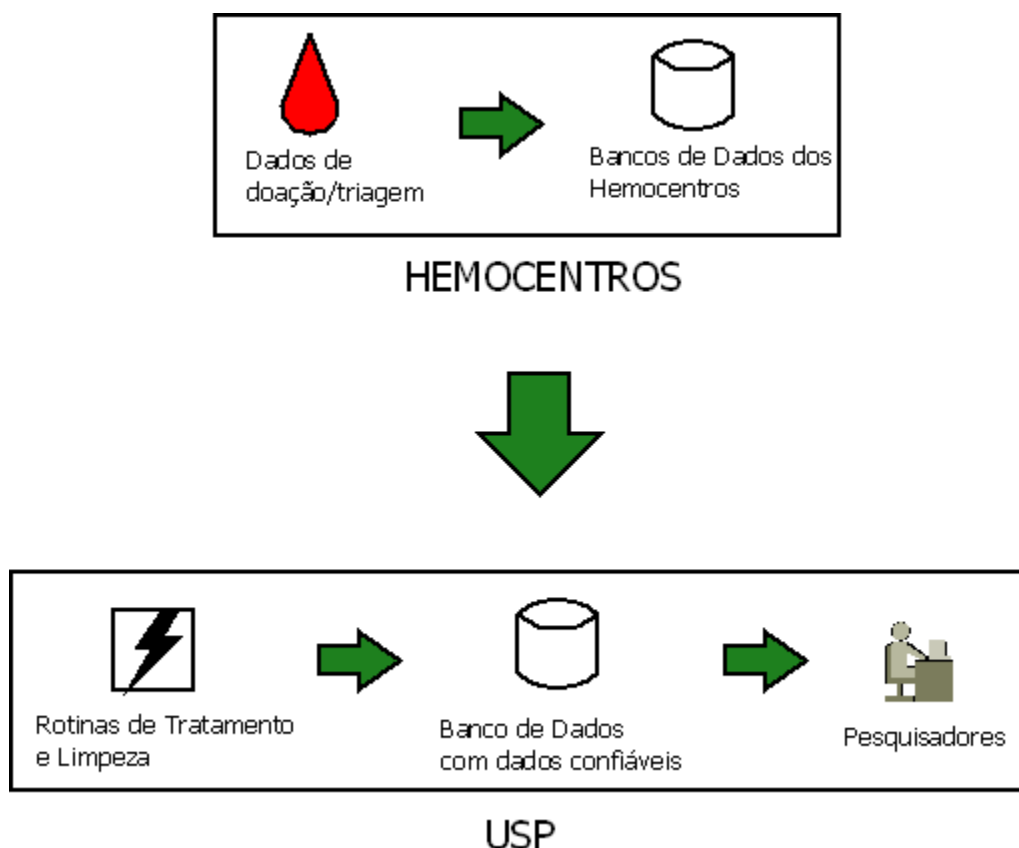 Dados de
doação/triagem
Bancos de Dados dos
Hemocentros
HEMOCENTROS
Rotinas de Tratamento
e Limpeza
Banco de Dados
com dados confiáveis
Pesquisadores
USP